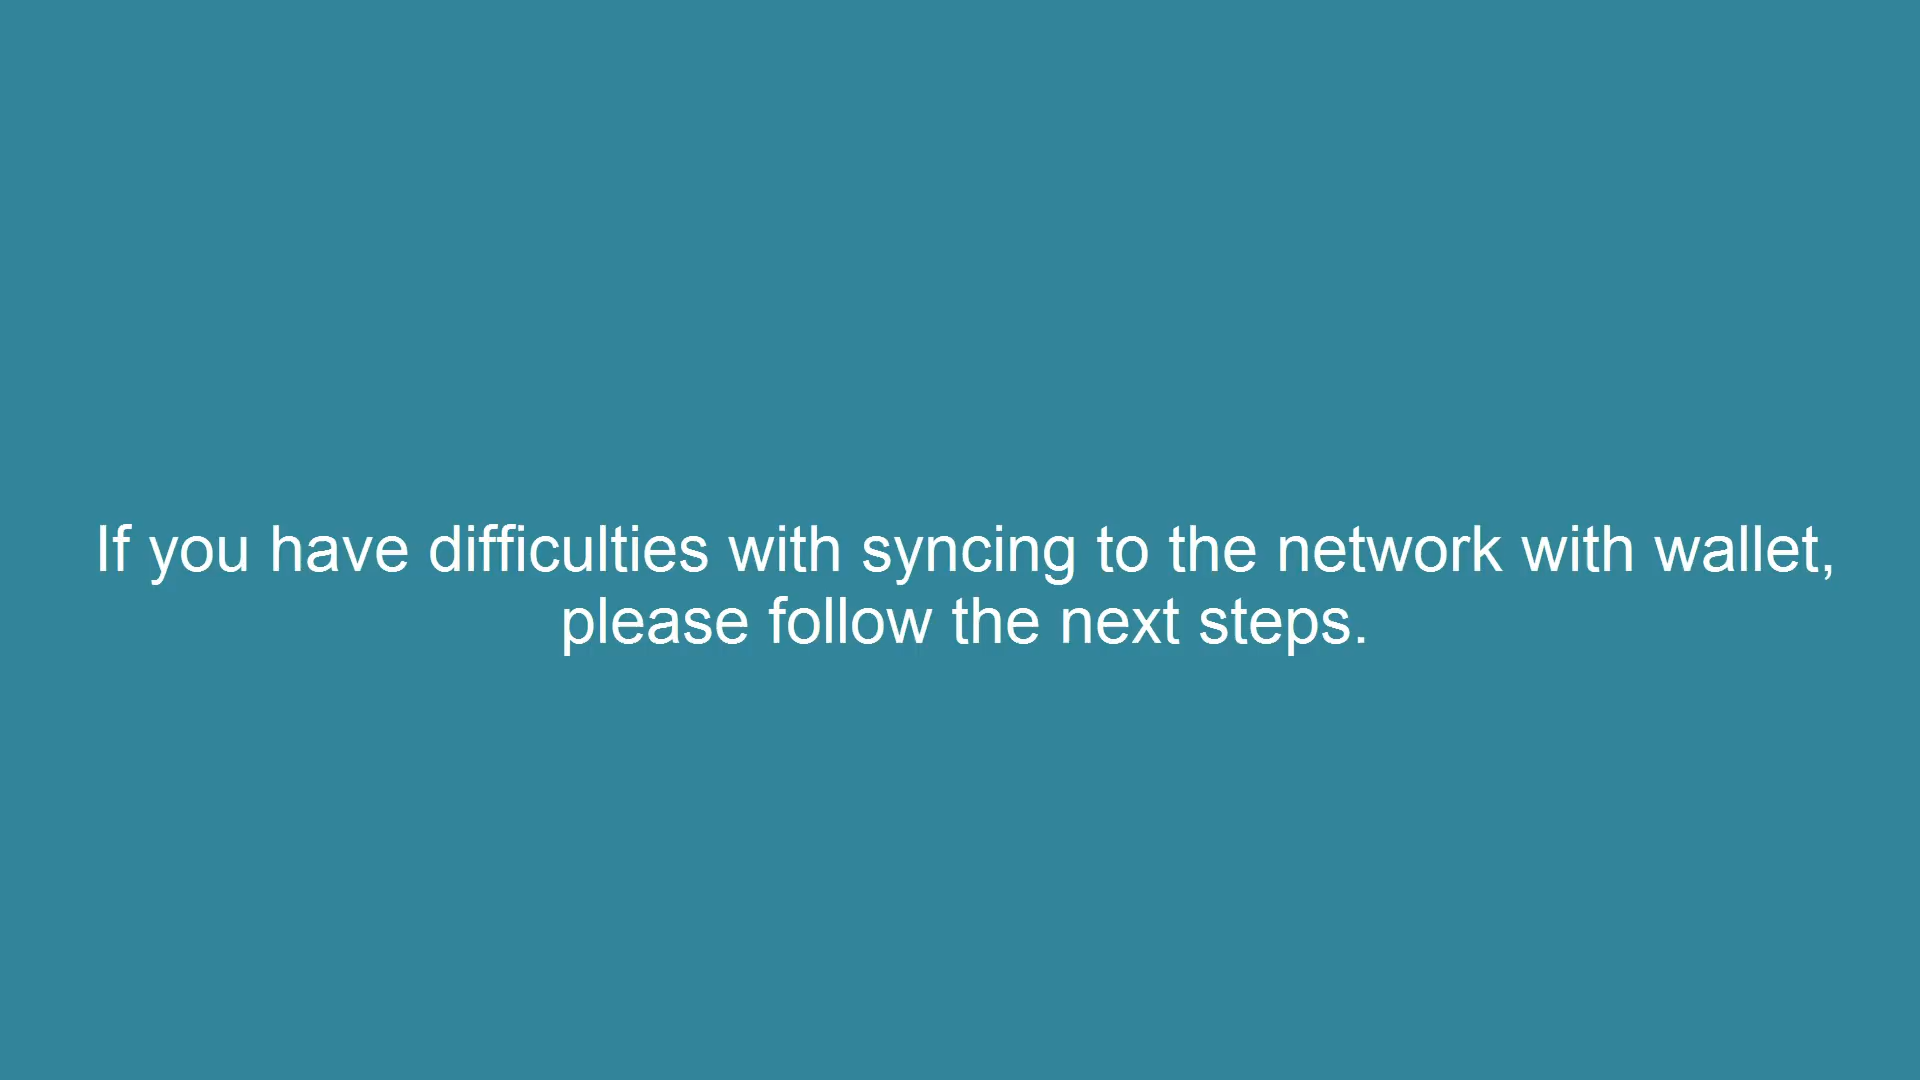 If you have difficulties with syncing to the network with wallet,
please follow the next steps.